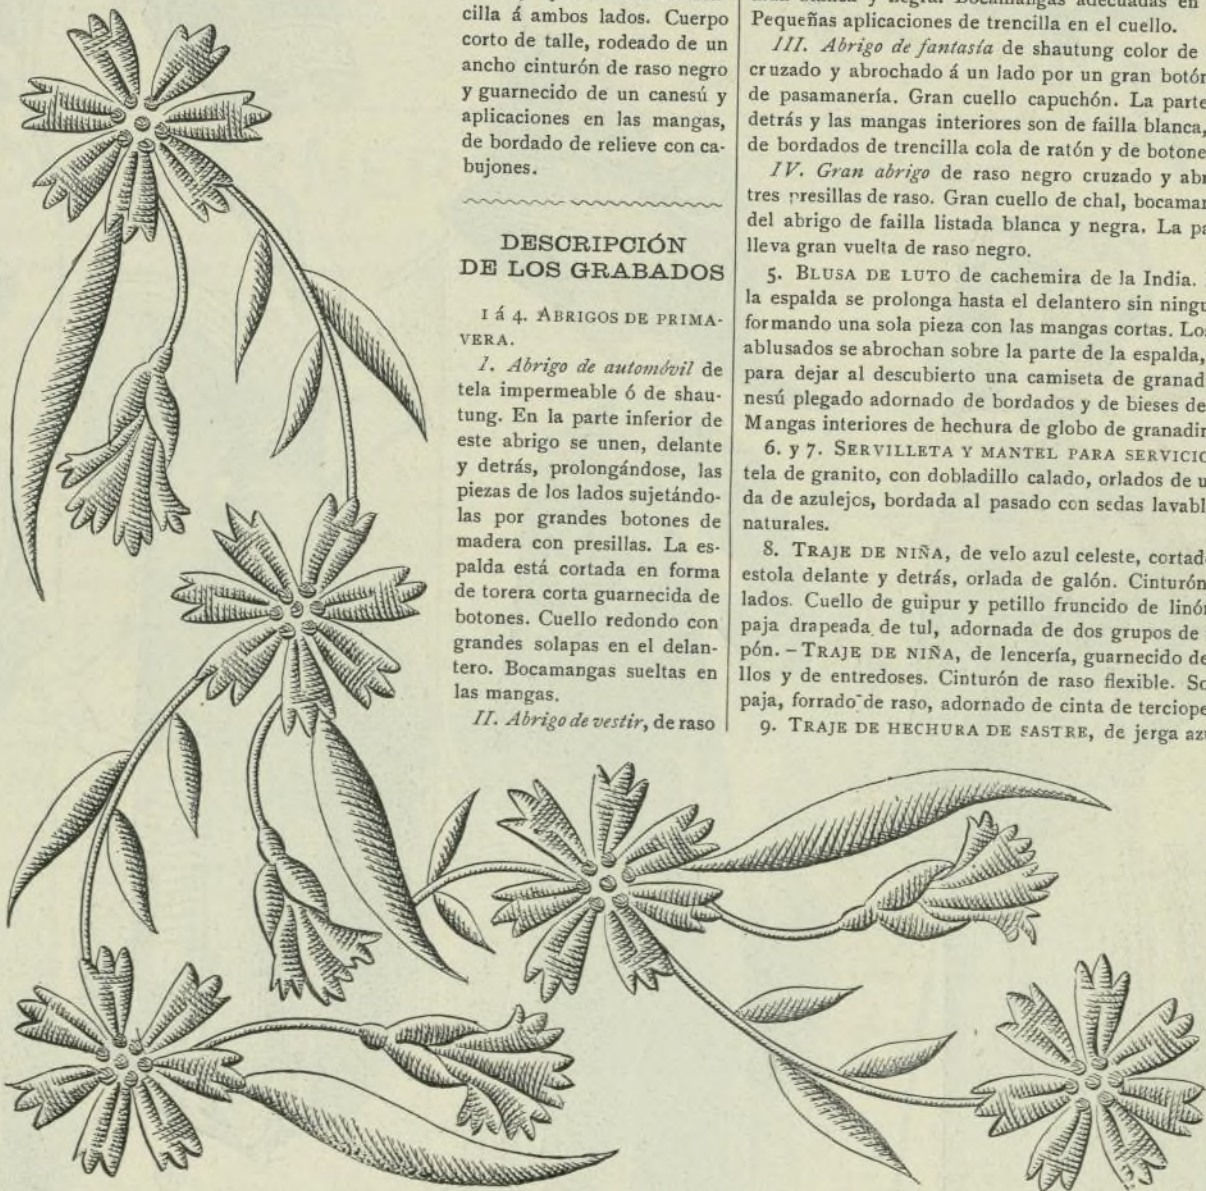 cilla á ambos lados. Cuerpo
corto de talle, rodeado de un
ancho cinturón de raso negro
y guarnecido de un canesú y
aplicaciones en las mangas,
de bordado de relieve con ca-
bujones.
DESCRIPCIÓN
DE LOS GRABADOS
1 á 4. ABRIGOS DE PRIMA-
VERA.
I. Abrigo de automóvil de
tela impermeable ó de shau-
tung. En la parte inferior de
este abrigo se unen, delante
y detrás, prolongándose, las
piezas de los lados sujetándo-
las por grandes botones de
madera con presillas. La es-
palda está cortada en forma
de torera corta guarnecida de
botones. Cuello redondo con
grandes solapas en el delan-
tero. Bocamangas sueltas en
las mangas.
II. Abrigo de vestir, de raso
Pequeñas aplicaciones de trencilla en el cuello.
III. Abrigo de fantasía de shautung color de
cruzado y abrochado á un lado por un gran botón
de pasamanería. Gran cuello capuchón. La parte
detrás y las mangas interiores son de failla blanca,
de bordados de trencilla cola de ratón y de botone
IV. Gran abrigo de raso negro cruzado y abr
tres presillas de raso. Gran cuello de chal, bocamar
del abrigo de failla listada blanca y negra. La pa
lleva gran vuelta de raso negro.
5. BLUSA DE LUTO de cachemira de la India.
la espalda se prolonga hasta el delantero sin ningu
formando una sola pieza con las mangas cortas. Los
ablusados se abrochan sobre la parte de la espalda,
para dejar al descubierto una camiseta de granad
nesú plegado adornado de bordados y de bieses de
Mangas interiores de hechura de globo de granadin
6. y 7. SERVILLETA Y MANTEL PARA SERVICIO
tela de granito, con dobladillo calado, orlados de u
da de azulejos, bordada al pasado con sedas lavabl
naturales.
8. TRAJE DE NIÑA, de velo azul celeste, cortad
estola delante y detrás, orlada de galón. Cinturón
lados. Cuello de guipur y petillo fruncido de linón
paja drapeada de tul, adornada de dos grupos de
pón. – TRAJE DE NIÑA, de lencería, guarnecido de
llos y de entredoses. Cinturón de raso flexible. So
paja, forrado de raso, adornado de cinta de terciope
9. TRAJE DE HECHURA DE SASTRE, de jerga az